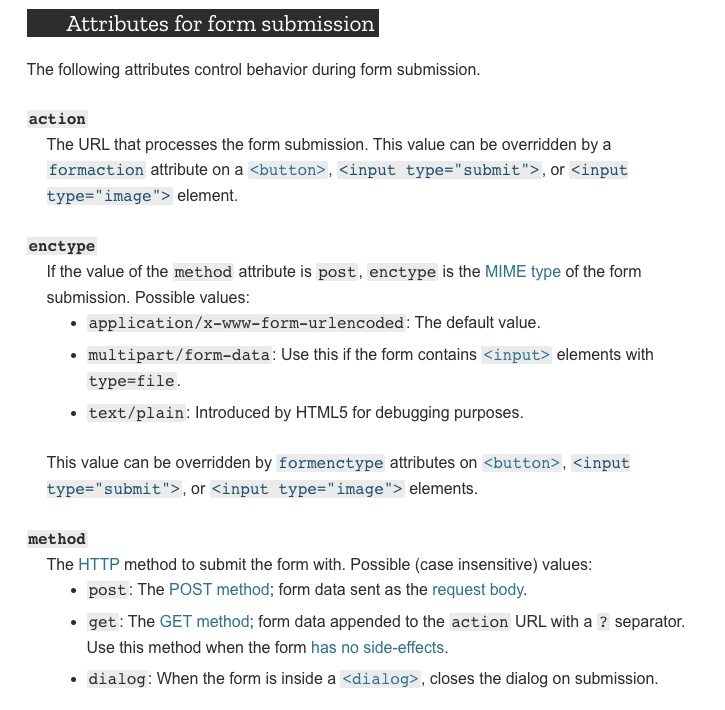 Attributes for form submission
The following attributes control behavior during form submission.
action
The URL that processes the form submission. This value can be overridden by a
formaction attribute on a <button>, <input type="submit">, or <input
type="image"> element.
enctype
If the value of the method attribute is post, enctype is the MIME type of the form
submission. Possible values:
• application/x-www-form-urlencoded: The default value.
• multipart/form-data: Use this if the form contains <input> elements with
type=file.
• text/plain: Introduced by HTML5 for debugging purposes.
This value can be overridden by formenctype attributes on <button>, <input
type="submit">, or <input type="image"> elements.
method
The HTTP method to submit the form with. Possible (case insensitive) values:
• post: The POST method; form data sent as the request body.
• get: The GET method; form data appended to the action URL with a ? separator.
Use this method when the form has no side-effects.
• dialog: When the form is inside a <dialog>, closes the dialog on submission.